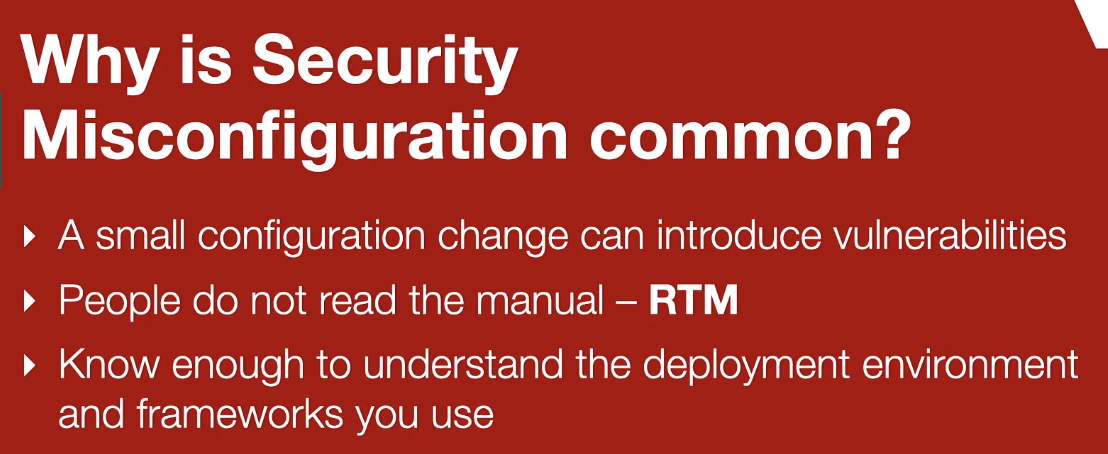 Why is Security
Misconfiguration common?
A small configuration change can introduce vulnerabilities
People do not read the manual – RTM
Know enough to understand the deployment environment
and frameworks you use